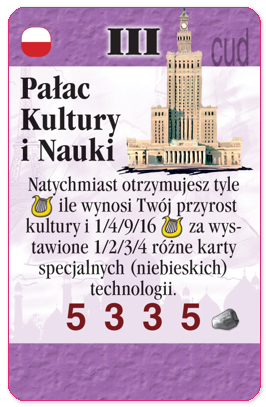 III
cud
Pałac
Kultury
i Nauki
Natychmiast otrzymujesz tyle
ile wynosi Twój przyrost
kultury i 1/4/9/16 za wys-
tawione 1/2/3/4 różne karty
specjalnych (niebieskich)
technologii.
5 3 3 5